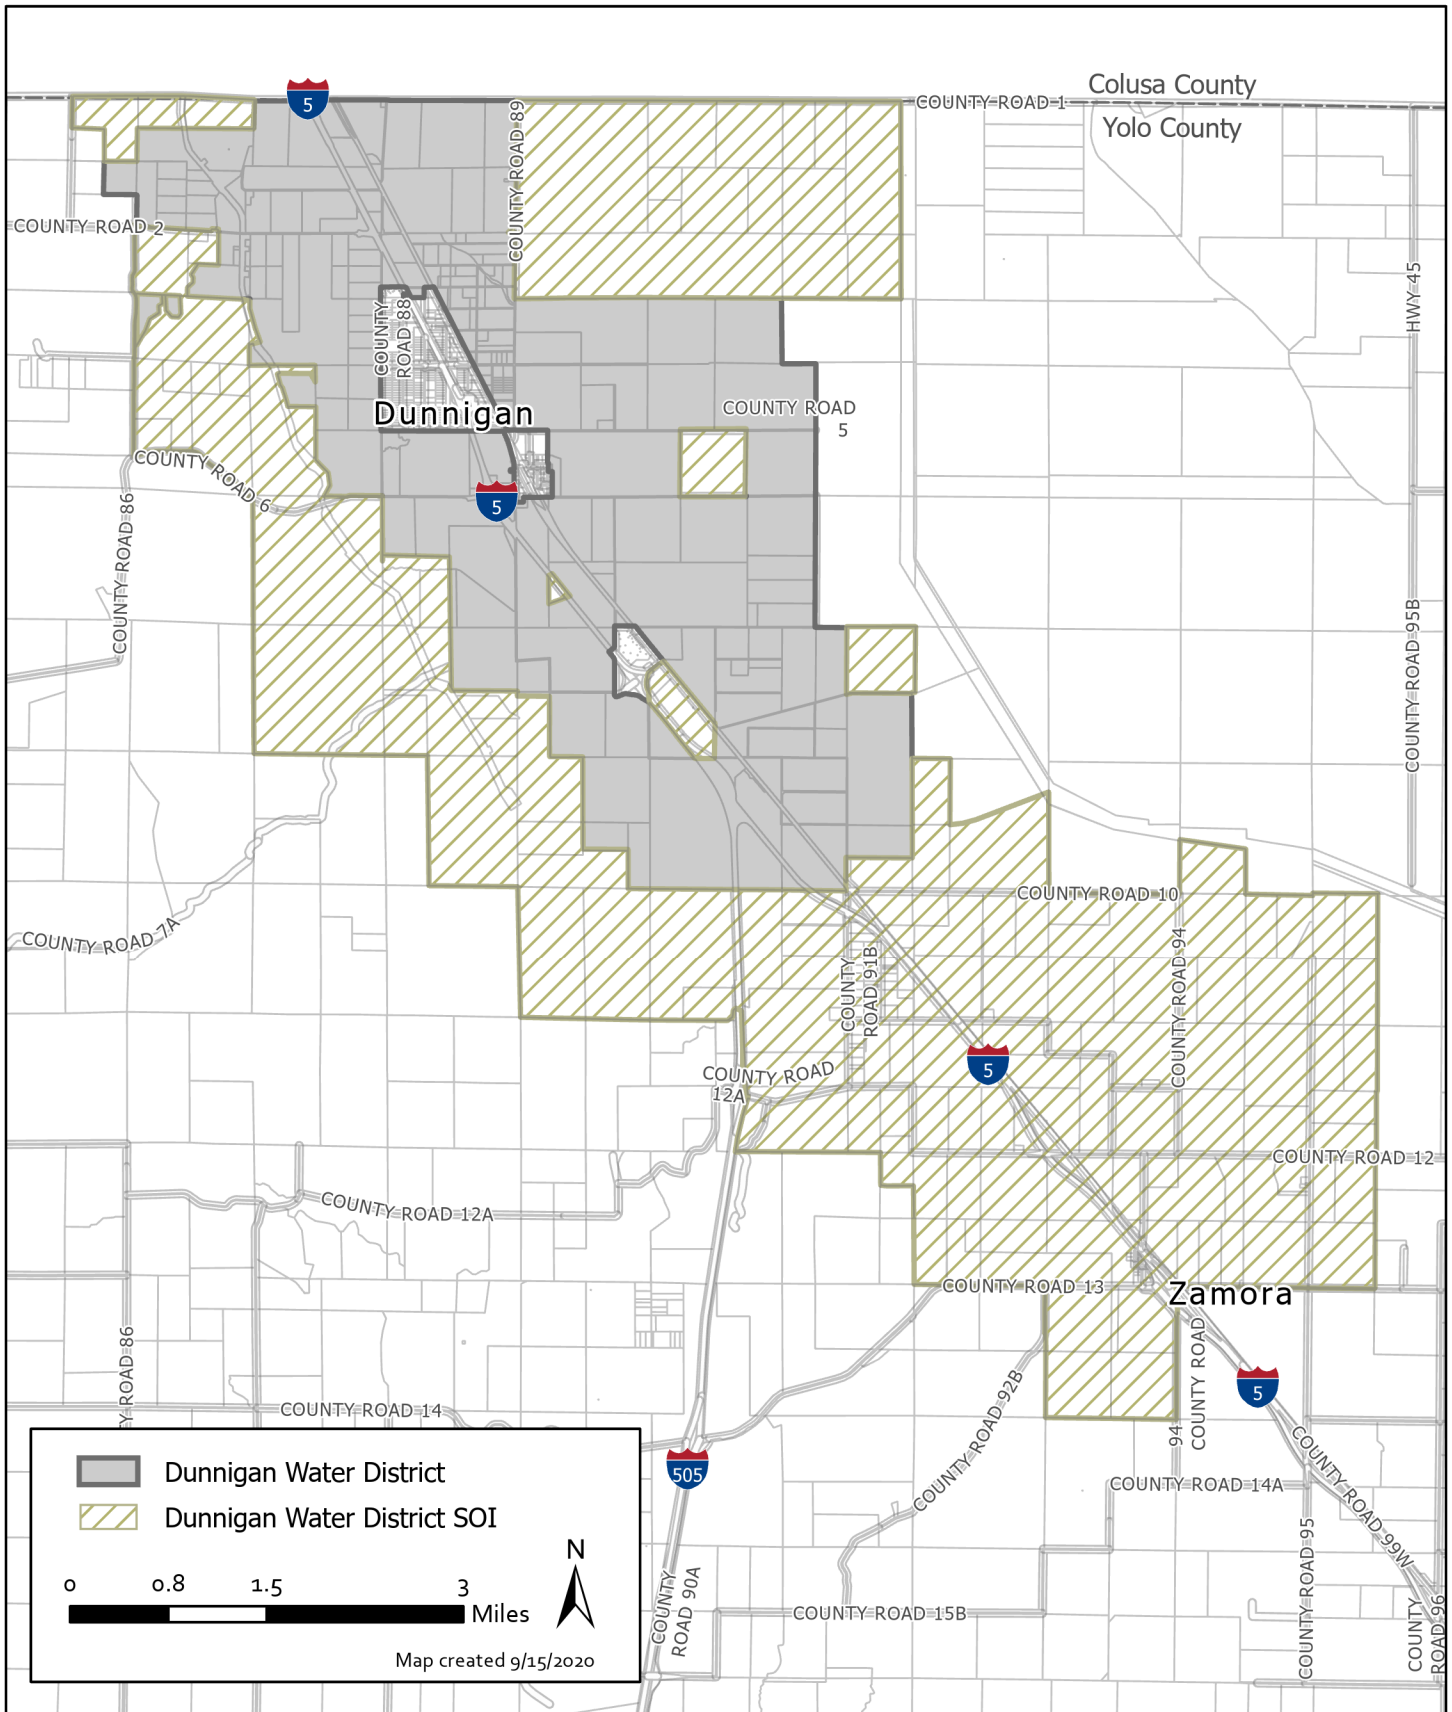 Colusa County
COUNTY ROAD 1
Yolo County
5
COUNTY ROAD 89
COUNTY ROAD 2
HWY 45
COUNTY
ROAD 88
Dunnigan
COUNTY ROAD
5
COUNTY ROAD 6
5
COUNTY ROAD 86
COUNTY ROAD 95B
COUNTY ROAD 10
COUNTY ROAD 7A
COUNTY
ROAD 91B
COUNTY ROAD 94
5
COUNTY ROAD
12A
COUNTY ROAD 12
COUNTY ROAD 12A
COUNTY ROAD 13
Zamora
Y ROAD 86
COUNTY ROAD
94
COUNTY ROAD 92B
5
COUNTY ROAD 14
505
COUNTY ROAD 14A
COUNTY ROAD 99W
COUNTY ROAD 95
COUNTY
ROAD 90A
COUNTY ROAD 15B
COUNTY
ROAD 96
Dunnigan Water District
Dunnigan Water District SOI
N
0 0.8 1.5 3
Miles
Map created 9/15/2020